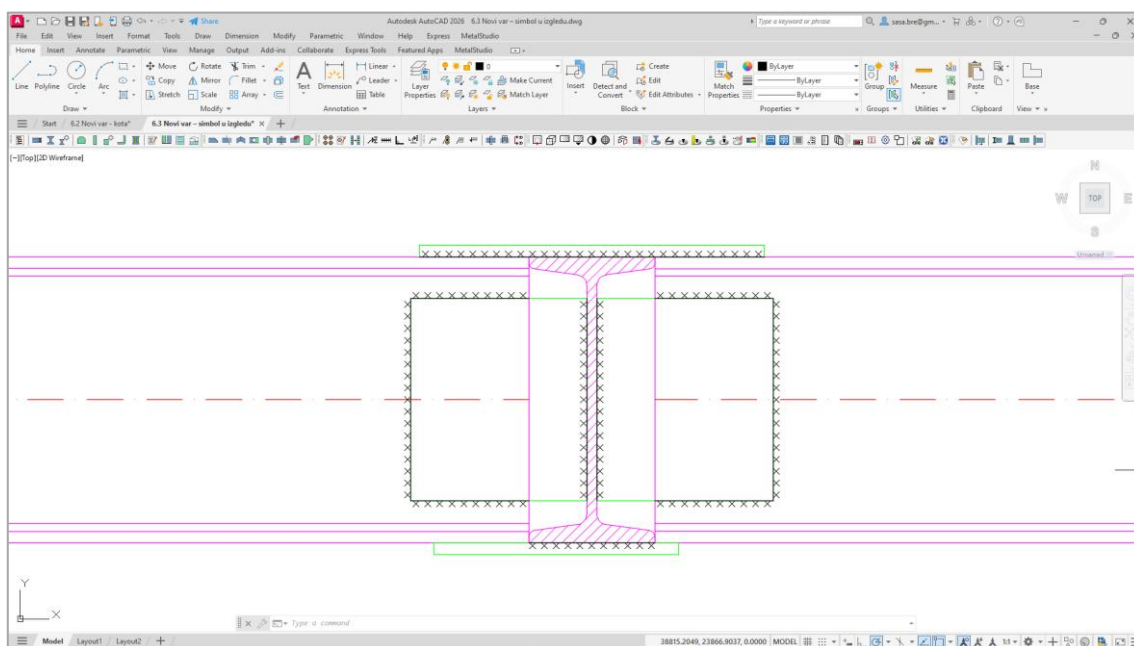 A Share Autodesk AutoCAD 2026 6.3 Novi var – simbol u izgledu.dwg Type a keyword or phrase sasa.bre@gm...
File Edit View Insert Format Tools Draw Dimension Modify Parametric Window Help Express MetalStudio
Home Insert Annotate Parametric View Manage Output Add-ins Collaborate Express Tools Featured Apps MetalStudio
Line Polyline Circle Arc Move Rotate Trim Text Dimension Linear Layer Properties 0 Insert Detect and Convert Create Match Properties ByLayer Group Measure Paste Base
Copy Mirror Fillet Leader Make Current Edit ByLayer
Stretch Scale Array Table Match Layer Edit Attributes ByLayer
Draw Modify Annotation Layers Block Properties Groups Utilities Clipboard View
Start 6.2 Novi var - kota* 6.3 Novi var – simbol u izgledu*
[–][Top][2D Wireframe]
N
W TOP E
S
Unnamed
Y
X
Type a command
Model Layout1 Layout2 38815.2049, 23866.9037, 0.0000 MODEL 1:1